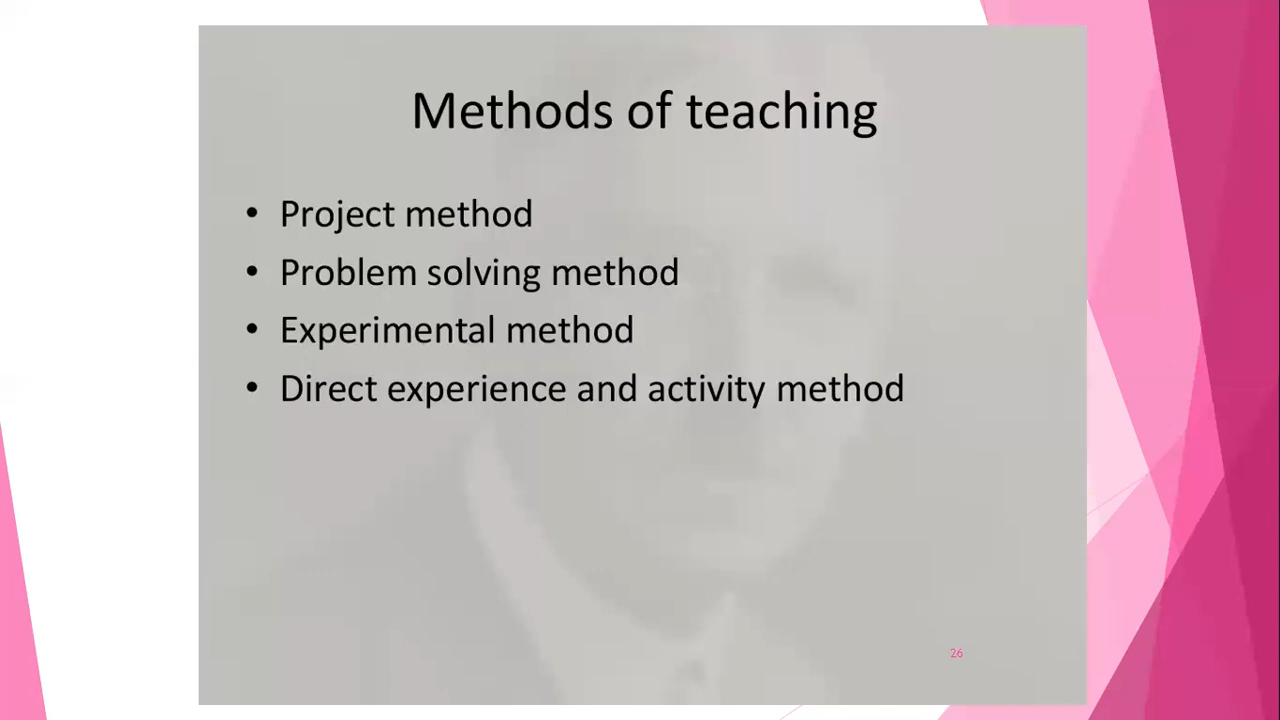 Methods of teaching
• Project method
• Problem solving method
• Experimental method
• Direct experience and activity method
26